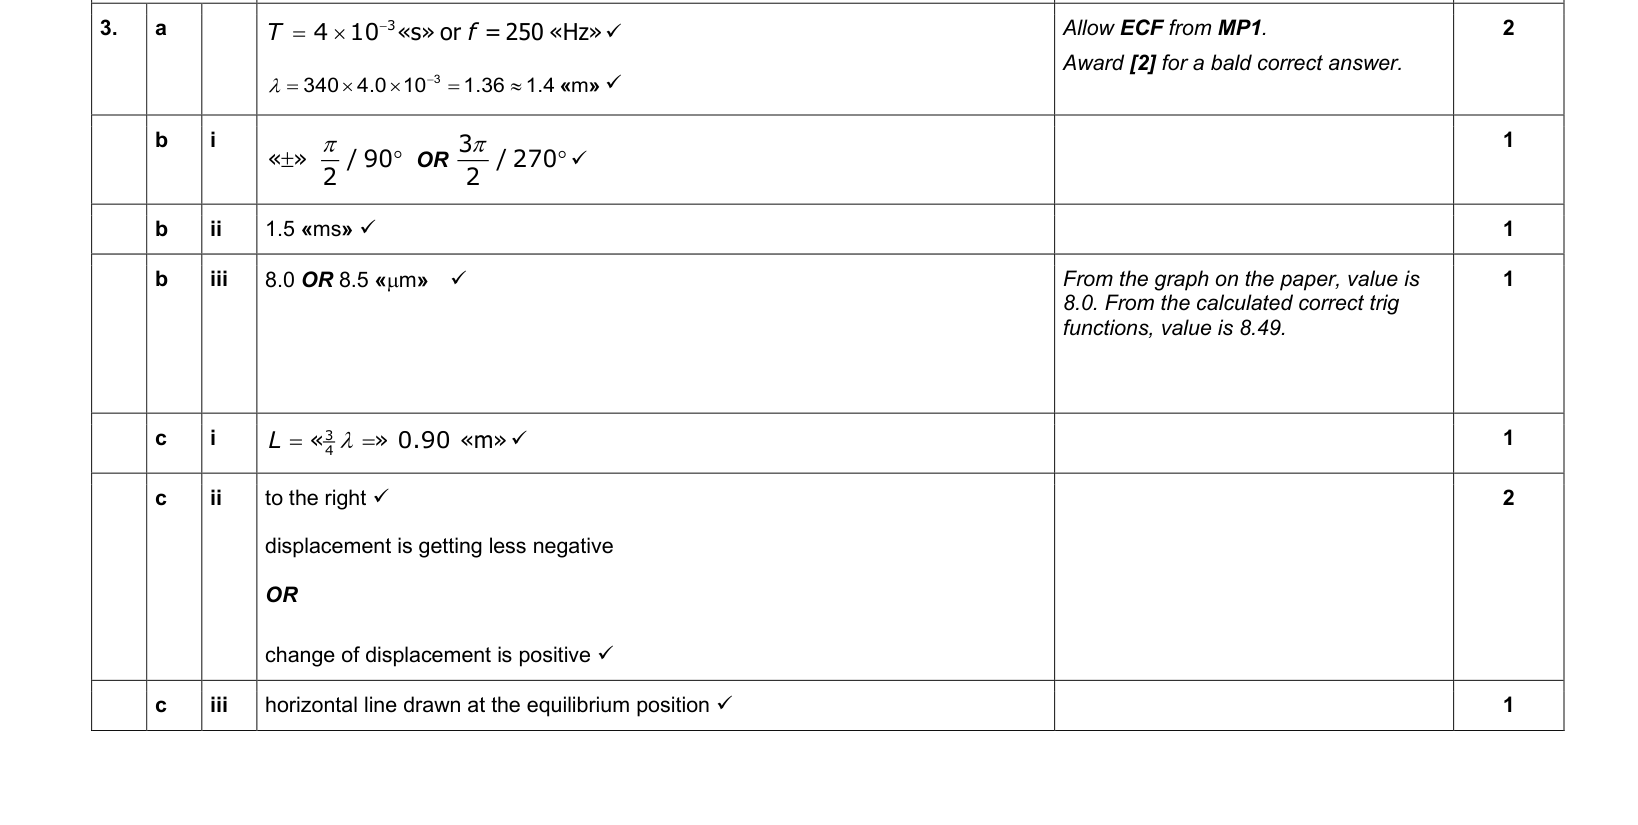 3. a T = 4 × 10⁻³ «s» or f = 250 «Hz» ✓ Allow ECF from MP1. 2
λ = 340 × 4.0 × 10⁻³ = 1.36 ≈ 1.4 «m» ✓ Award [2] for a bald correct answer.
b i «±» π/2 / 90° OR 3π/2 / 270° ✓ 1
b ii 1.5 «ms» ✓ 1
b iii 8.0 OR 8.5 «μm» ✓ From the graph on the paper, value is 1
8.0. From the calculated correct trig
functions, value is 8.49.
c i L = «3/4 λ =» 0.90 «m» ✓ 1
c ii to the right ✓ 2
displacement is getting less negative
OR
change of displacement is positive ✓
c iii horizontal line drawn at the equilibrium position ✓ 1